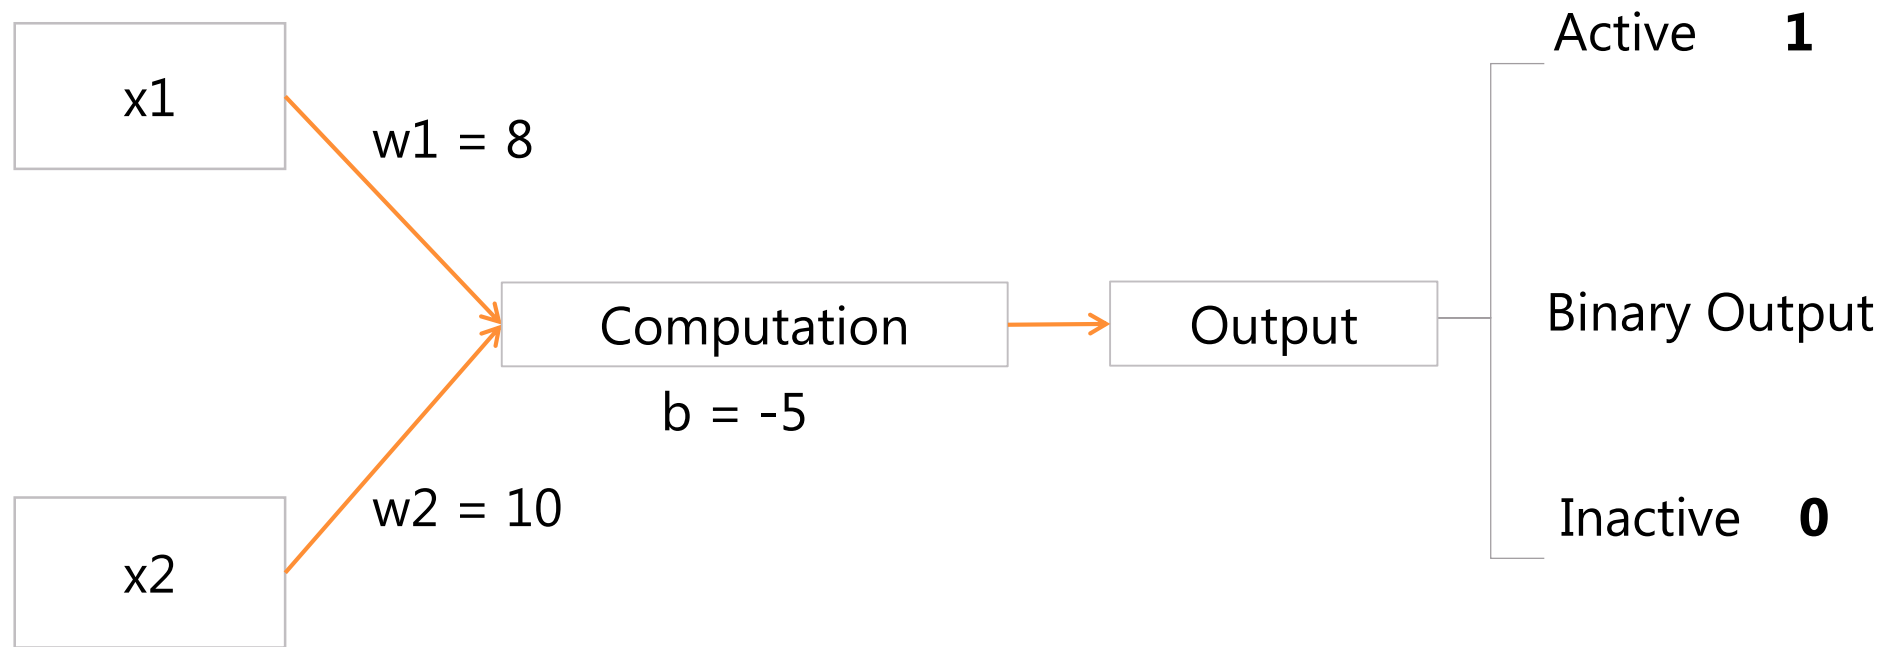 x1
w1 = 8
Computation
b = -5
w2 = 10
x2
Output
Active 1
Binary Output
Inactive 0